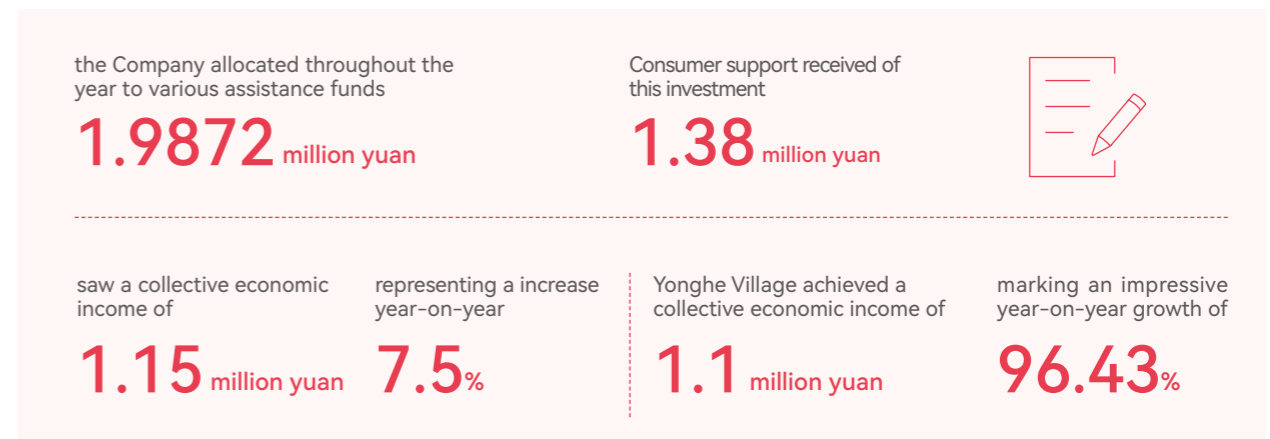 the Company allocated throughout the
year to various assistance funds
1.9872 million yuan
Consumer support received of
this investment
1.38 million yuan
saw a collective economic
income of
1.15 million yuan
representing a increase
year-on-year
7.5%
Yonghe Village achieved a
collective economic income of
1.1 million yuan
marking an impressive
year-on-year growth of
96.43%